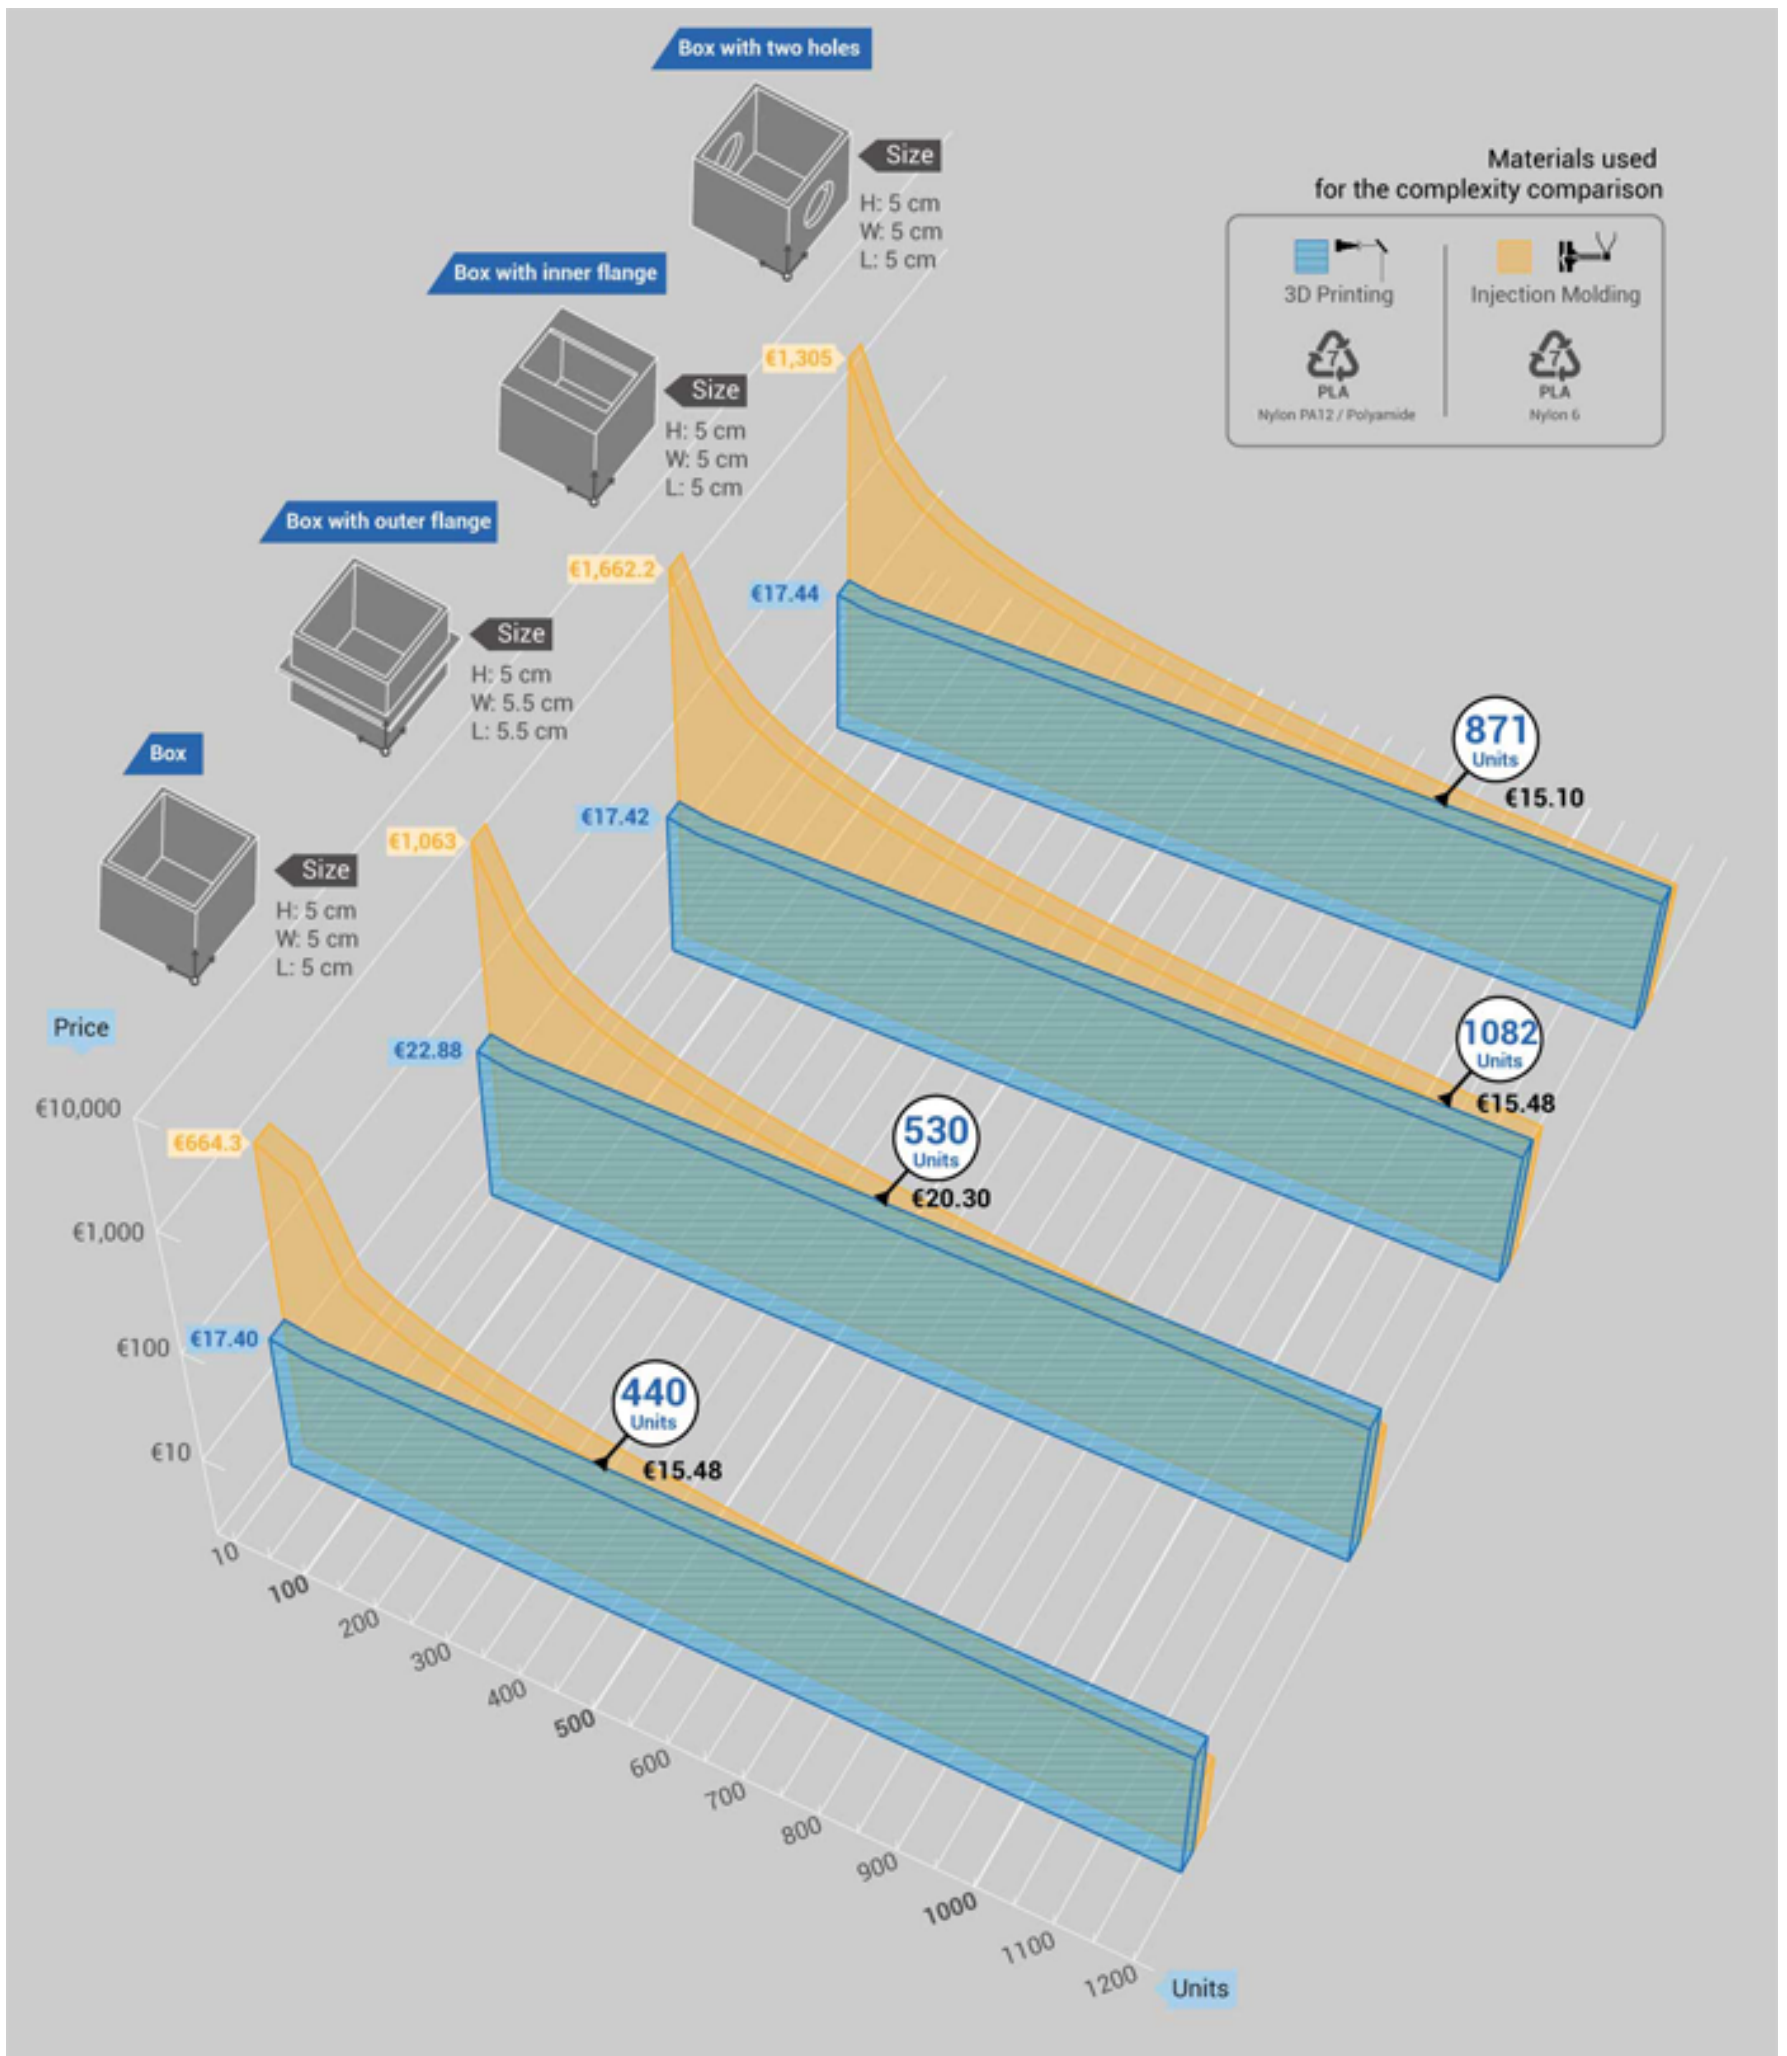 Box with two holes
Size
H: 5 cm
W: 5 cm
L: 5 cm
Materials used
for the complexity comparison
3D Printing
7
PLA
Nylon PA12 / Polyamide
Injection Molding
7
PLA
Nylon 6
Box with inner flange
Size
H: 5 cm
W: 5 cm
L: 5 cm
€1,305
€17.44
871
Units
€15.10
Box with outer flange
Size
H: 5 cm
W: 5.5 cm
L: 5.5 cm
€1,662.2
€17.42
1082
Units
€15.48
Box
Size
H: 5 cm
W: 5 cm
L: 5 cm
€1,063
€22.88
530
Units
€20.30
€664.3
€17.40
440
Units
€15.48
Price
€10,000
€1,000
€100
€10
10
100
200
300
400
500
600
700
800
900
1000
1100
1200
Units